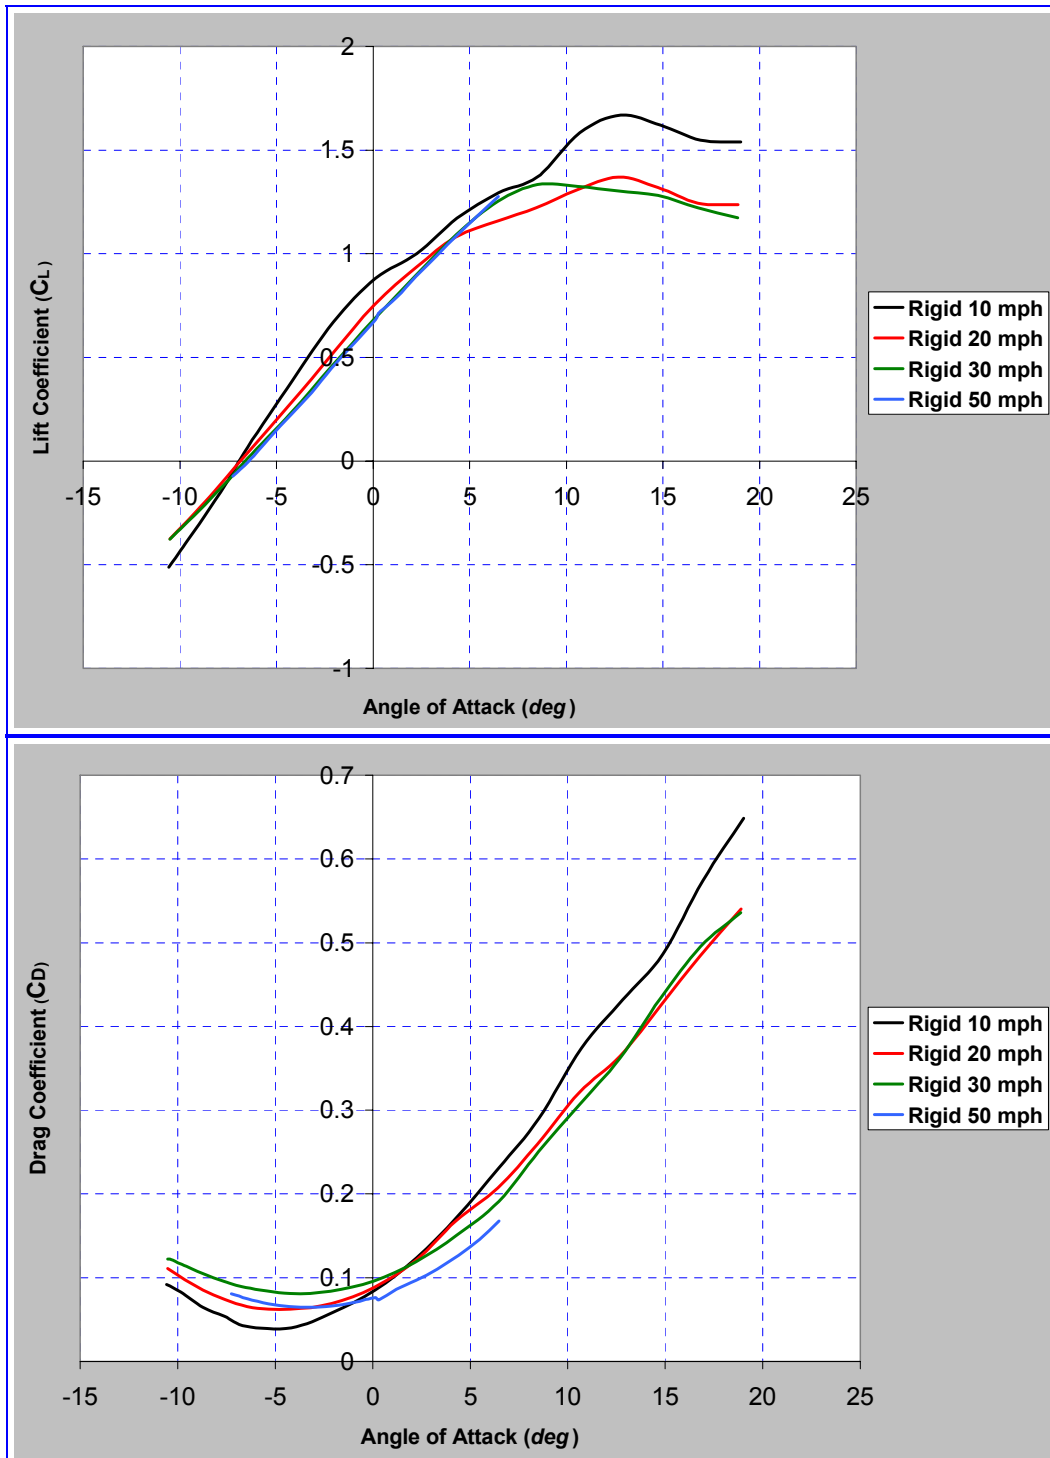 2
1.5
1
0.5
0
-0.5
-1
-15 -10 -5 0 5 10 15 20 25
Lift Coefficient (CL)
Angle of Attack (deg)
Rigid 10 mph
Rigid 20 mph
Rigid 30 mph
Rigid 50 mph
0.7
0.6
0.5
0.4
0.3
0.2
0.1
0
-15 -10 -5 0 5 10 15 20 25
Drag Coefficient (CD)
Angle of Attack (deg)
Rigid 10 mph
Rigid 20 mph
Rigid 30 mph
Rigid 50 mph